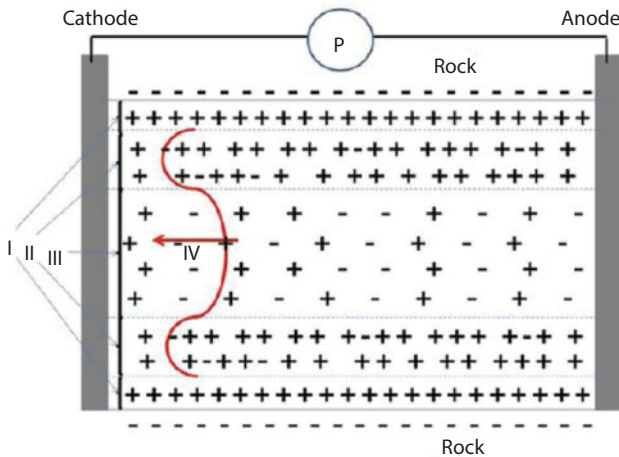 Cathode
Anode
P
Rock
I II III
IV
Rock